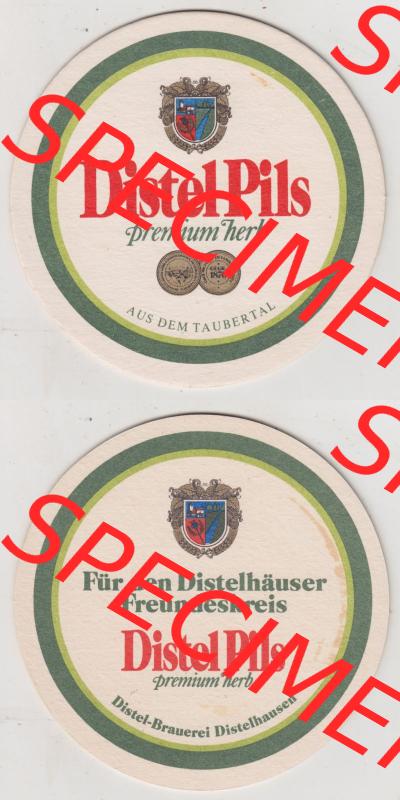 Distel Pils
premium herb
AUS DEM TAUBERTAL
SPECIMEN
S
Für den Distelhäuser
Freundeskreis
Distel Pils
premium herb
Distel-Brauerei Distelhausen
SPECIMEN
S